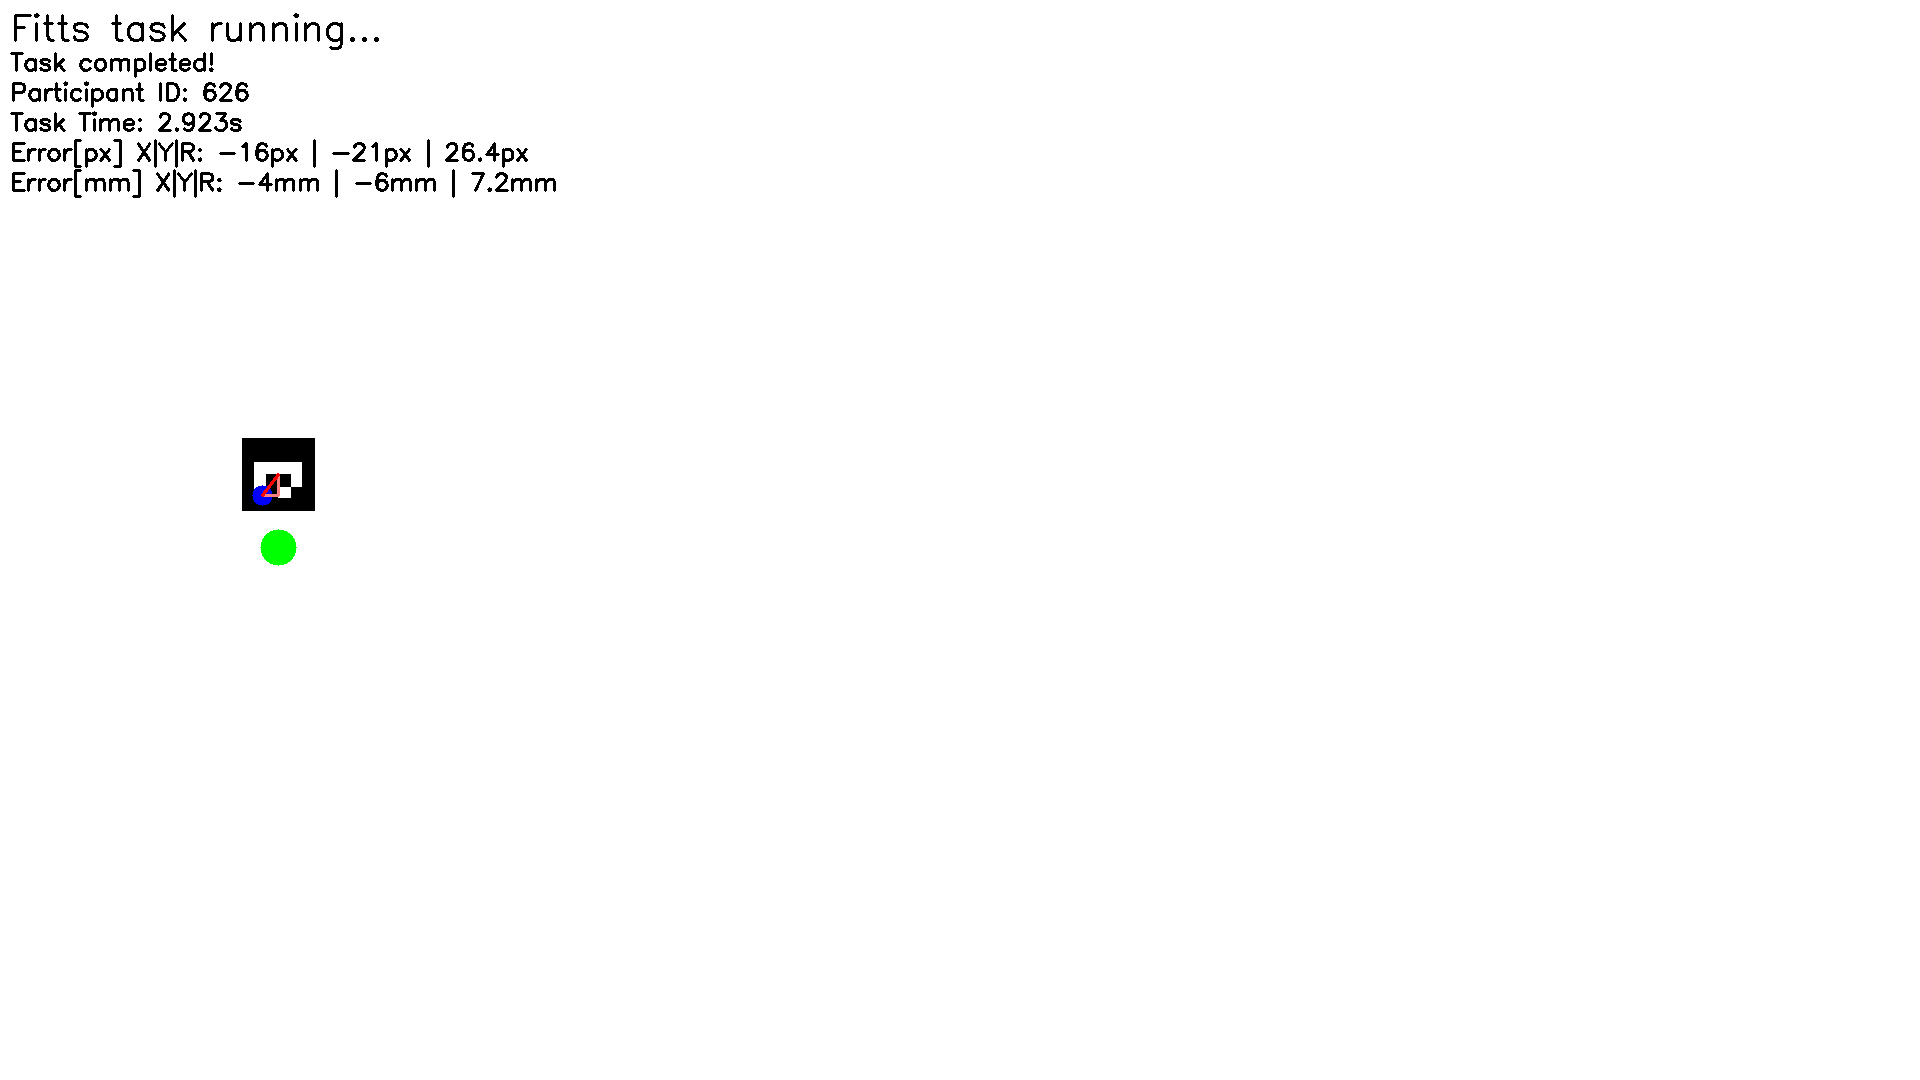 Fitts task running...
Task completed!
Participant ID: 626
Task Time: 2.923s
Error[px] X|Y|R: -16px | -21px | 26.4px
Error[mm] X|Y|R: -4mm | -6mm | 7.2mm